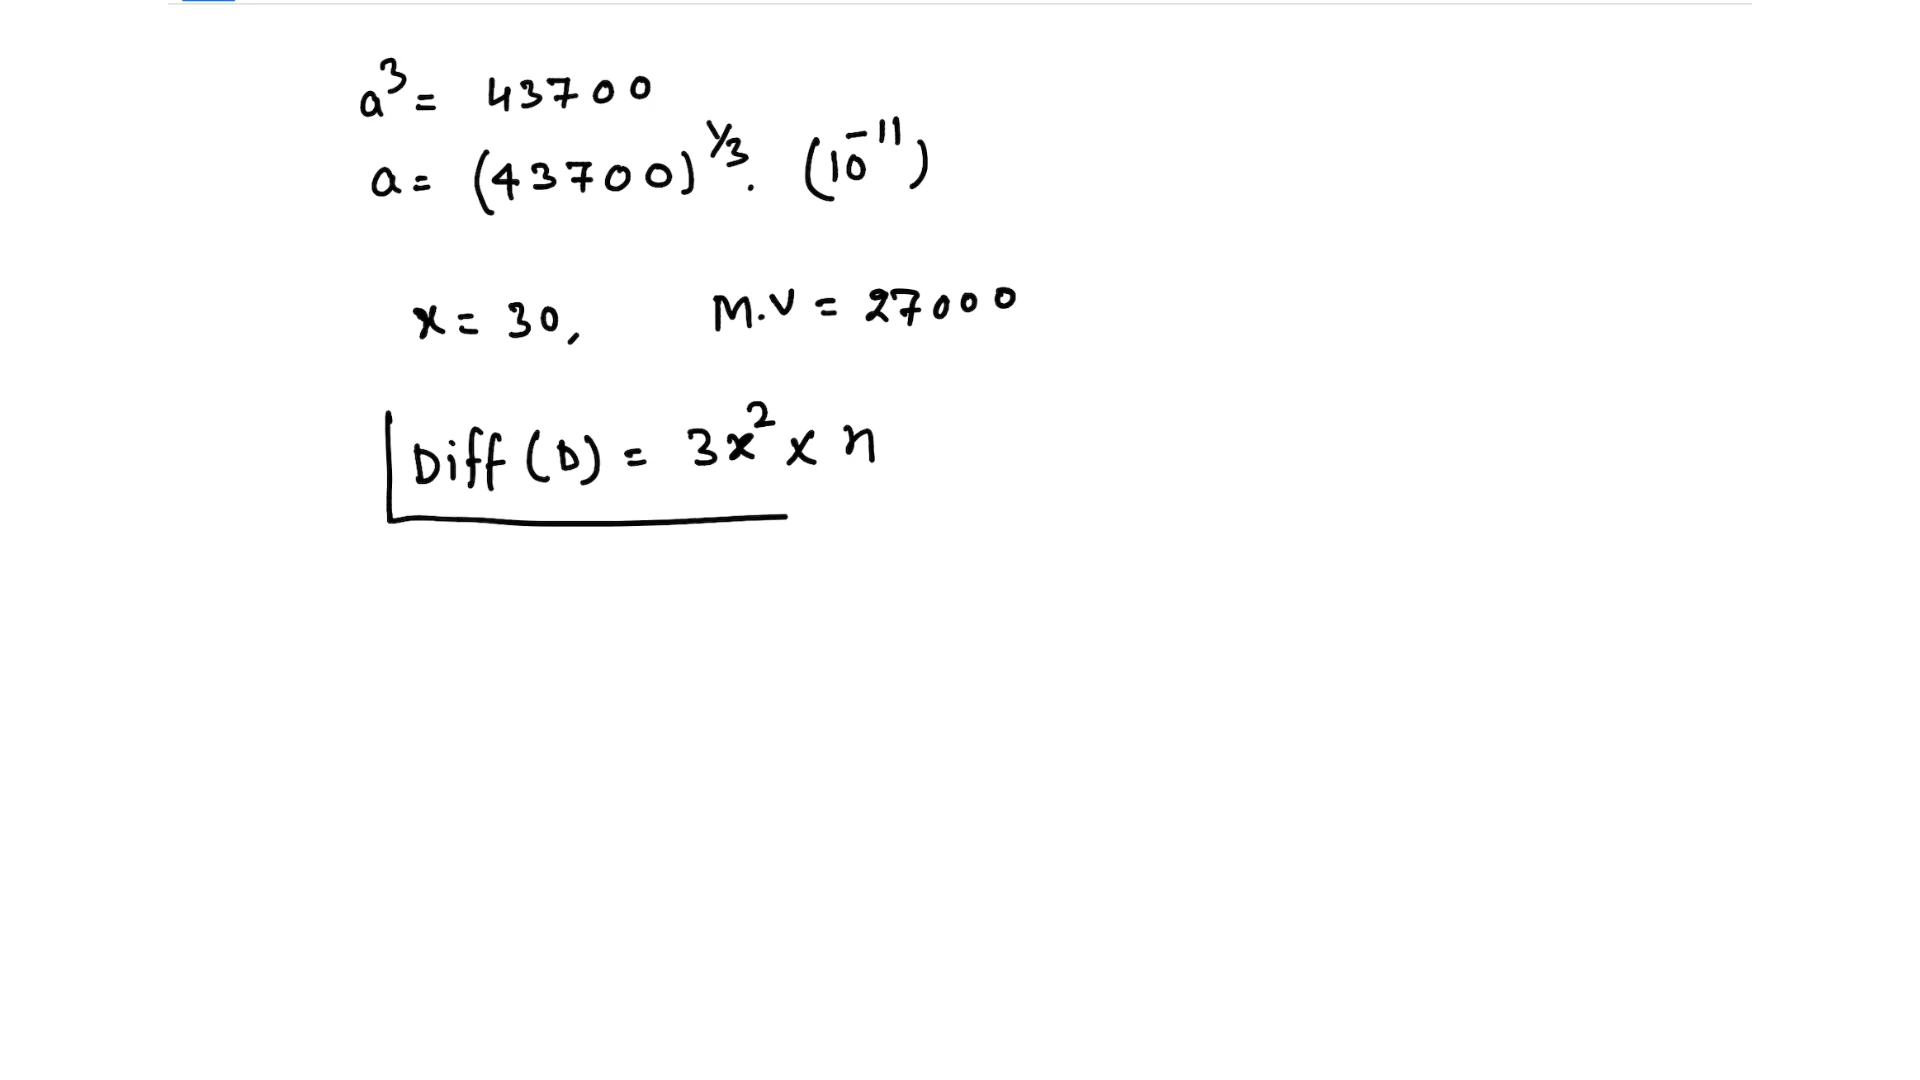 a³ = 43700
a = (43700)^1/3 . (10^-11)
x = 30, M.V = 27000
Diff (D) = 3x² x n